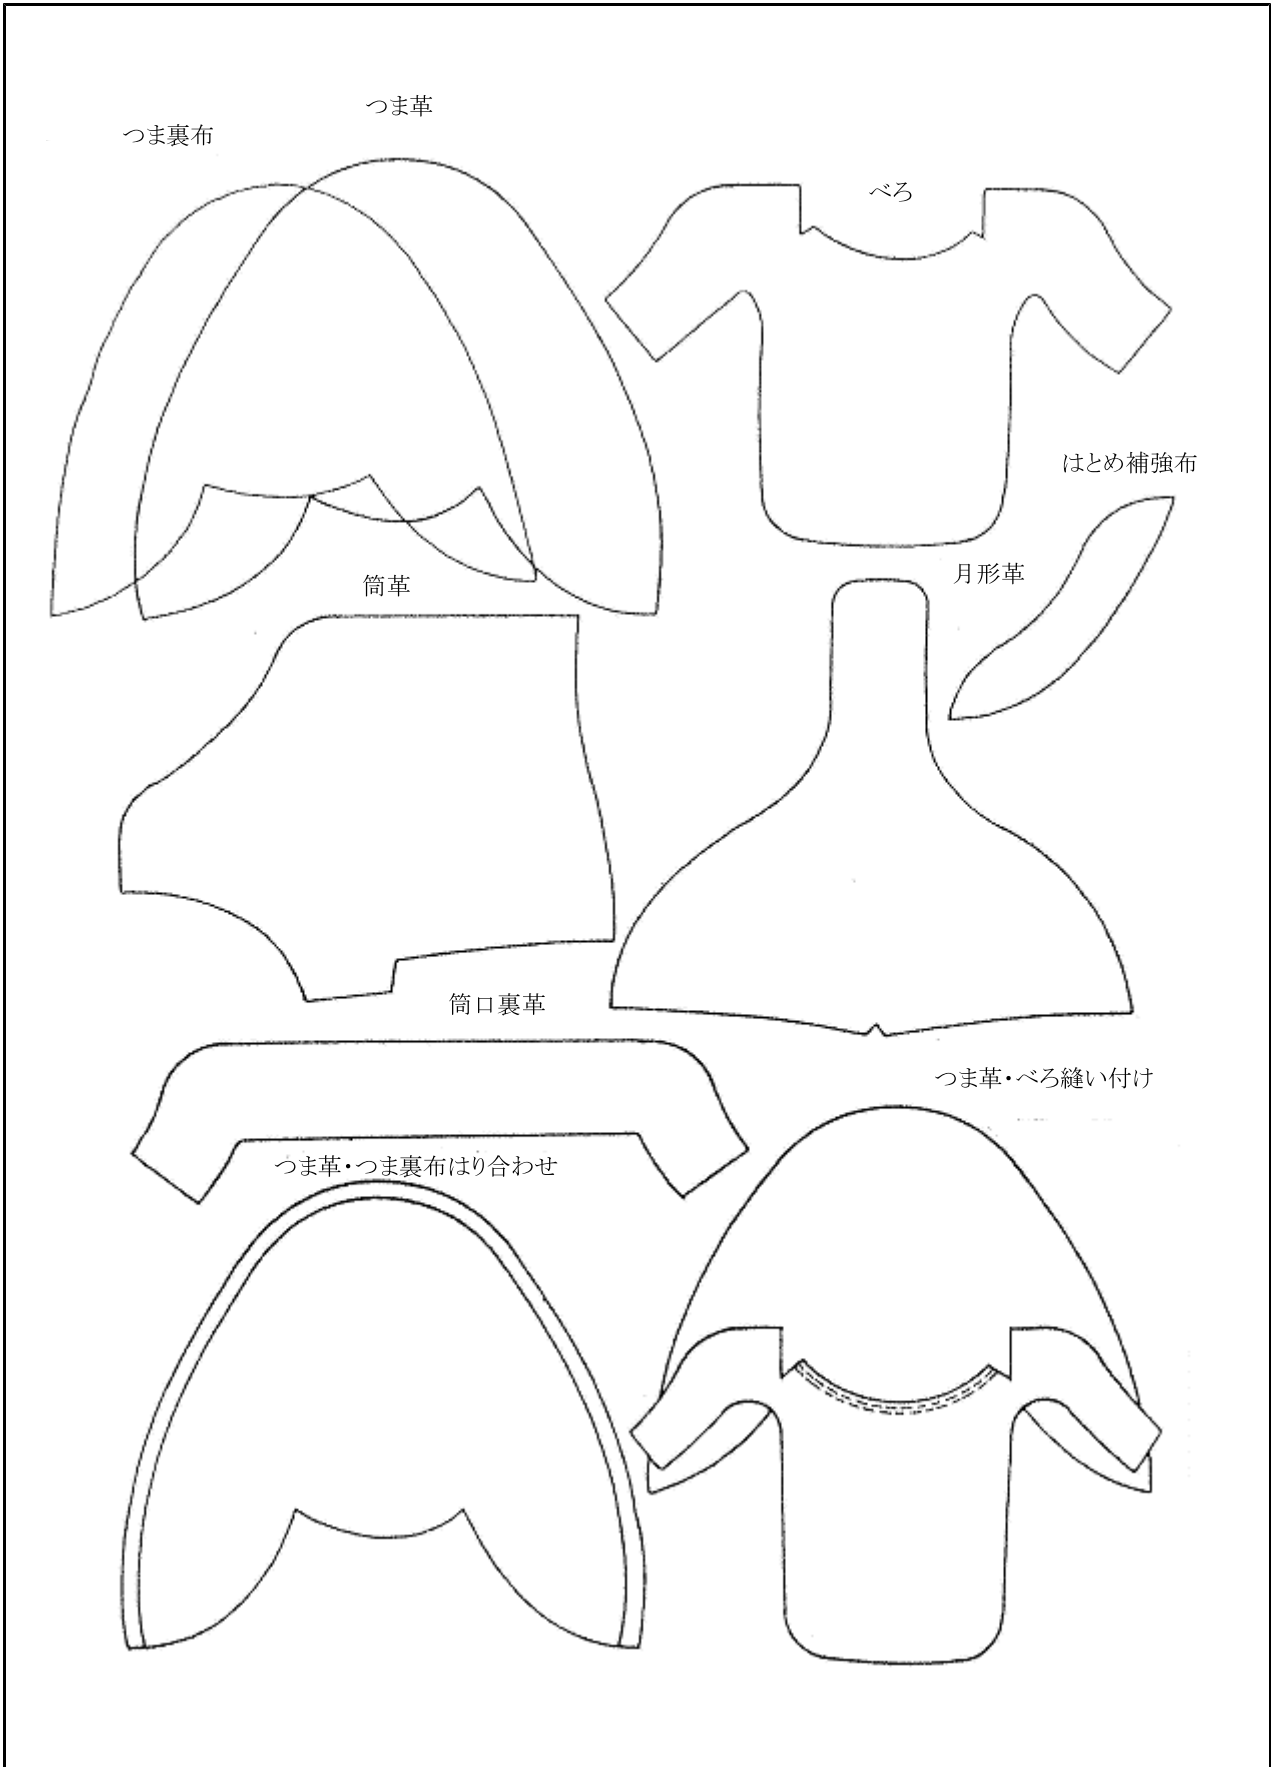 つま革
つま裏布
べろ
はとめ補強布
月形革
筒革
筒口裏革
つま革・べろ縫い付け
つま革・つま裏布はり合わせ